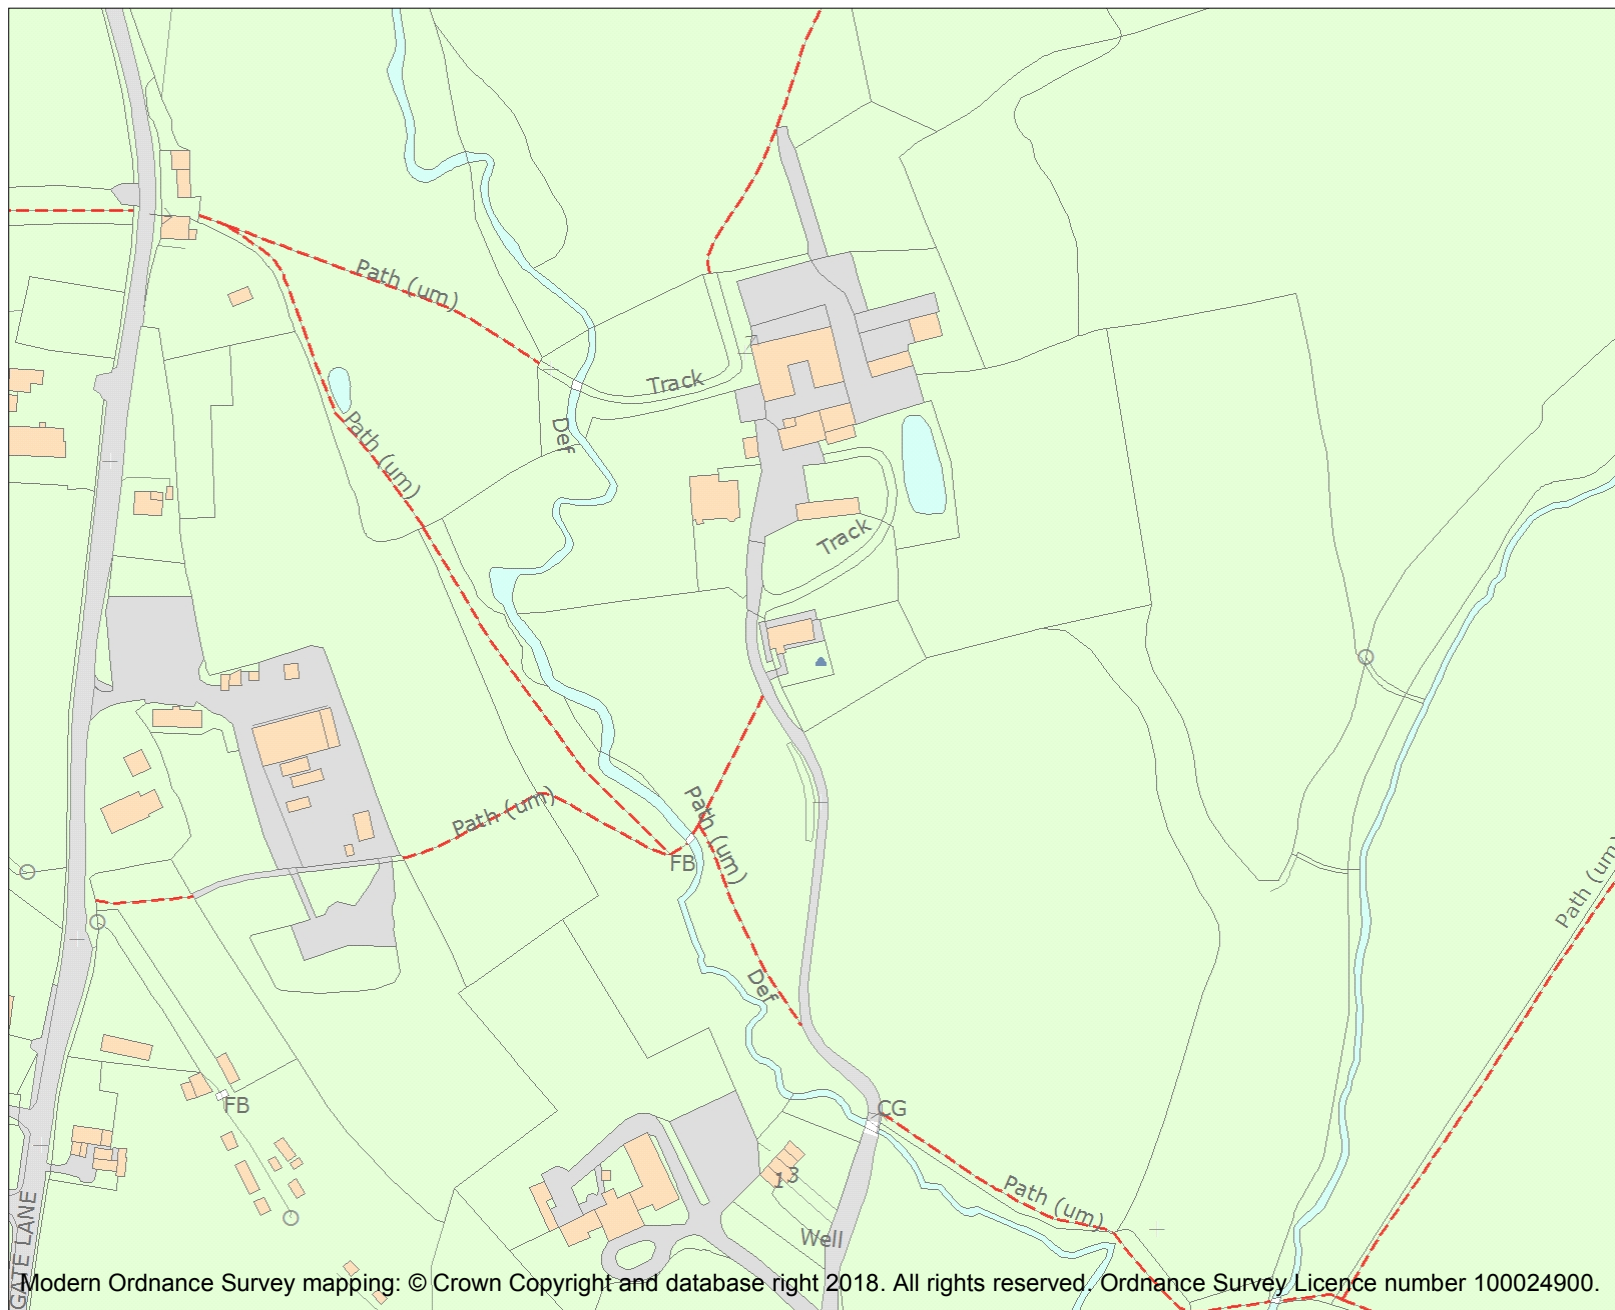 Path (um)
Track
Def
Path (um)
Track
Path (um)
Path (um)
FB
Path (um)
Def
FB
CG
13
Path (um)
Well
GATE LANE
Modern Ordnance Survey mapping: © Crown Copyright and database right 2018. All rights reserved. Ordnance Survey Licence number 100024900.